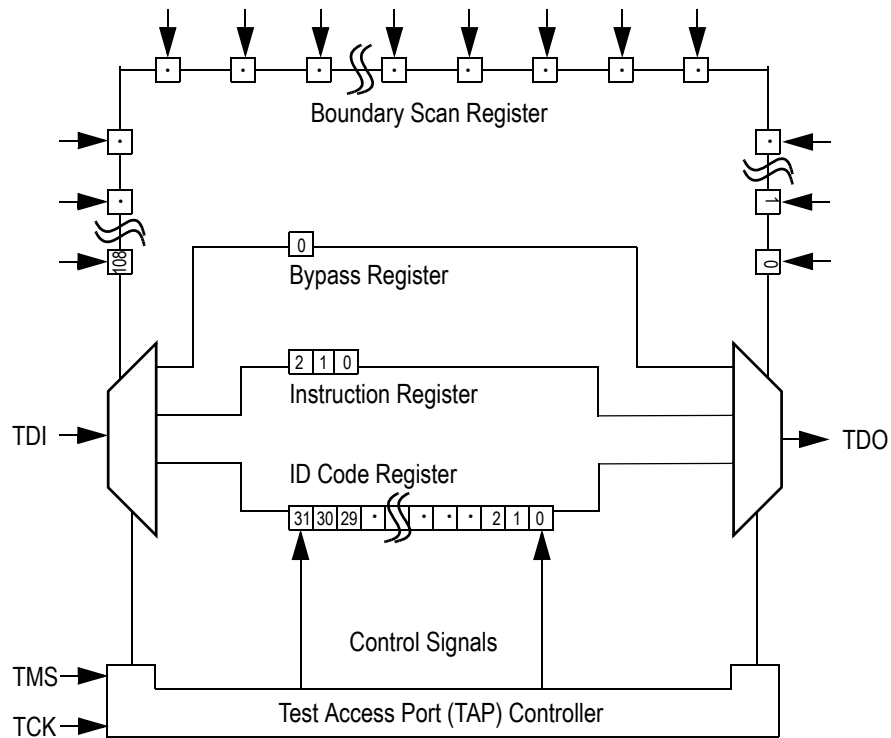 · · · · · · · ·
Boundary Scan Register
· ·
· 1
108 0 0
Bypass Register
2 1 0
Instruction Register
TDI TDO
ID Code Register
31 30 29 · · · · 2 1 0
Control Signals
TMS
Test Access Port (TAP) Controller
TCK